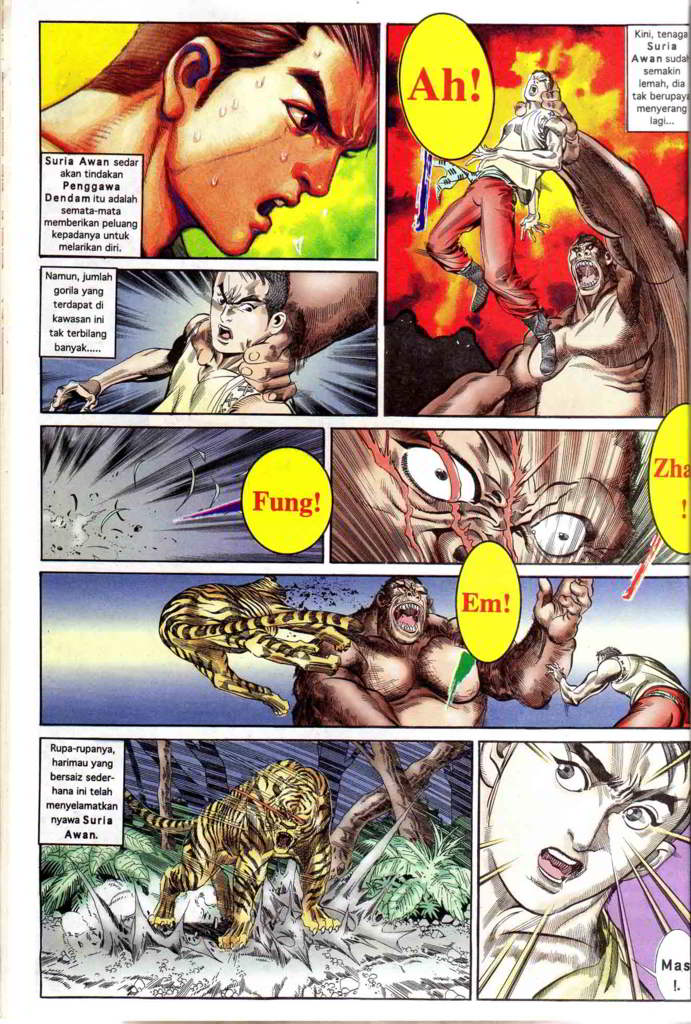 Suria Awan sedar
akan tindakan
Penggawa
Dendam itu adalah
semata-mata
memberikan peluang
kepadanya untuk
melarikan diri.
Ah!
Kini, tenaga
Suria
Awan sudah
semakin
lemah, dia
tak berupaya
menyerang
lagi...
Namun, jumlah
gorila yang
terdapat di
kawasan ini
tak terbilang
banyak.....
Fung!
Zha
!
Em!
Rupa-rupanya,
harimau yang
bersaiz seder-
hana ini telah
menyelamatkan
nyawa Suria
Awan.
Mas
!.